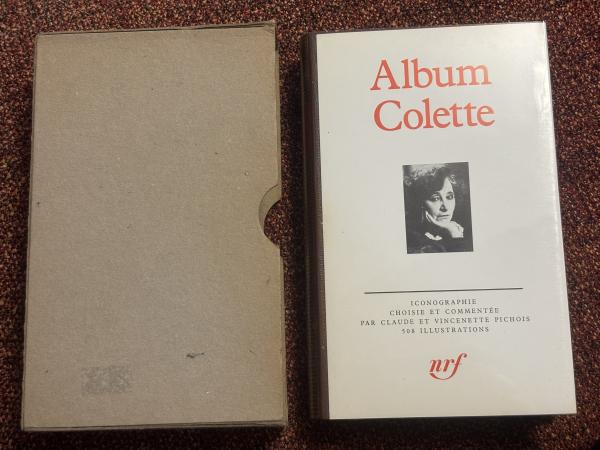 Album
Colette
ICONOGRAPHIE
CHOISIE ET COMMENTÉE
PAR CLAUDE ET VINCENETTE PICHOIS
508 ILLUSTRATIONS
nrf